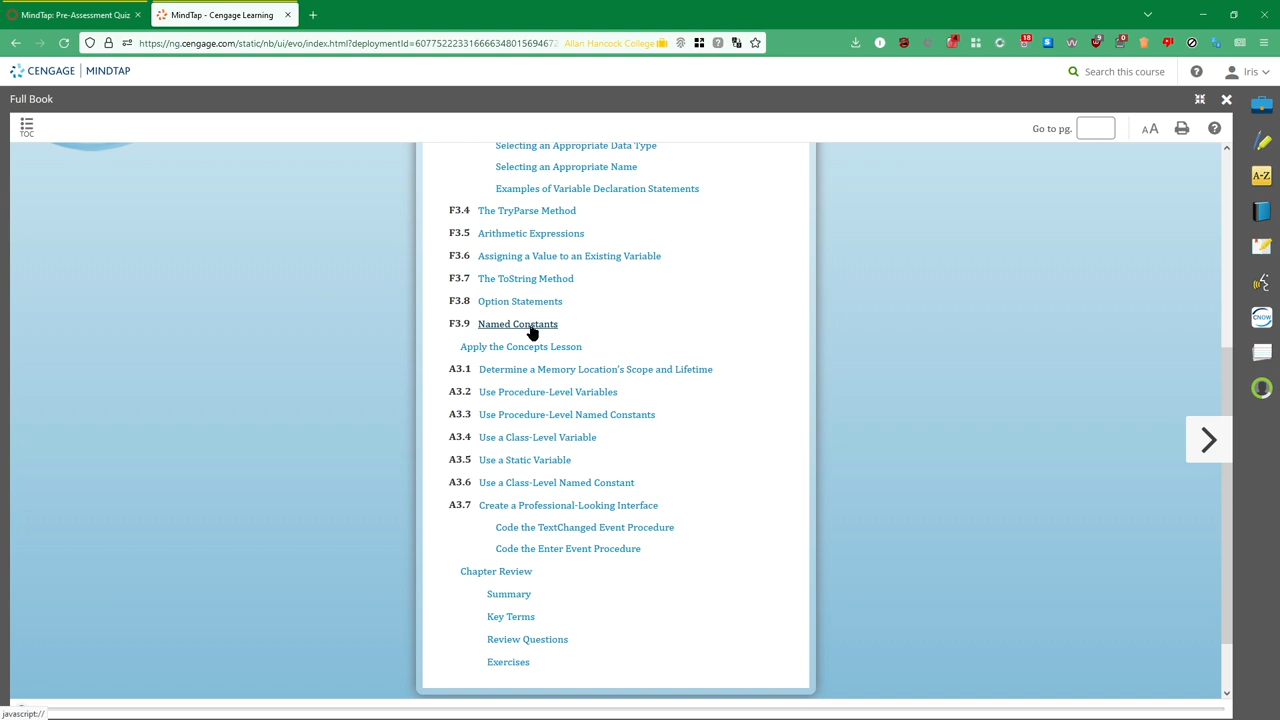 MindTap: Pre-Assessment Quiz
MindTap - Cengage Learning
https://ng.cengage.com/static/nb/ui/evo/index.html?deploymentId=607752223316666348015694672
Allan Hancock College
18
9
0
CENGAGE MINDTAP
Search this course
Iris
Full Book
TOC
Go to pg.
AA
A-Z
CNOW
Selecting an Appropriate Data Type
Selecting an Appropriate Name
Examples of Variable Declaration Statements
F3.4 The TryParse Method
F3.5 Arithmetic Expressions
F3.6 Assigning a Value to an Existing Variable
F3.7 The ToString Method
F3.8 Option Statements
F3.9 Named Constants
Apply the Concepts Lesson
A3.1 Determine a Memory Location's Scope and Lifetime
A3.2 Use Procedure-Level Variables
A3.3 Use Procedure-Level Named Constants
A3.4 Use a Class-Level Variable
A3.5 Use a Static Variable
A3.6 Use a Class-Level Named Constant
A3.7 Create a Professional-Looking Interface
Code the TextChanged Event Procedure
Code the Enter Event Procedure
Chapter Review
Summary
Key Terms
Review Questions
Exercises
javascript://